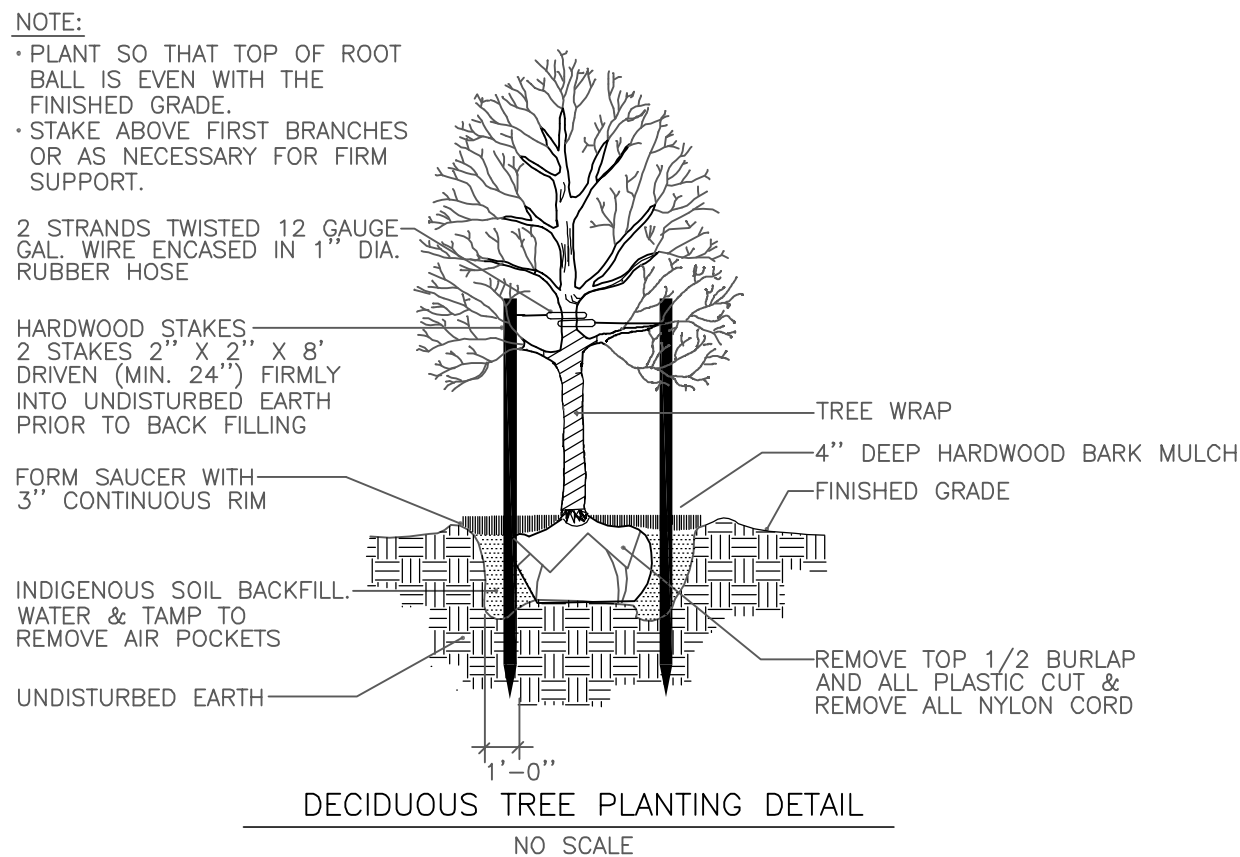 NOTE:
• PLANT SO THAT TOP OF ROOT
BALL IS EVEN WITH THE
FINISHED GRADE.
• STAKE ABOVE FIRST BRANCHES
OR AS NECESSARY FOR FIRM
SUPPORT.
2 STRANDS TWISTED 12 GAUGE
GAL. WIRE ENCASED IN 1" DIA.
RUBBER HOSE
HARDWOOD STAKES
2 STAKES 2" X 2" X 8'
DRIVEN (MIN. 24") FIRMLY
INTO UNDISTURBED EARTH
PRIOR TO BACK FILLING
FORM SAUCER WITH
3" CONTINUOUS RIM
INDIGENOUS SOIL BACKFILL.
WATER & TAMP TO
REMOVE AIR POCKETS
UNDISTURBED EARTH
TREE WRAP
4" DEEP HARDWOOD BARK MULCH
FINISHED GRADE
REMOVE TOP 1/2 BURLAP
AND ALL PLASTIC CUT &
REMOVE ALL NYLON CORD
1'-0"
DECIDUOUS TREE PLANTING DETAIL
NO SCALE